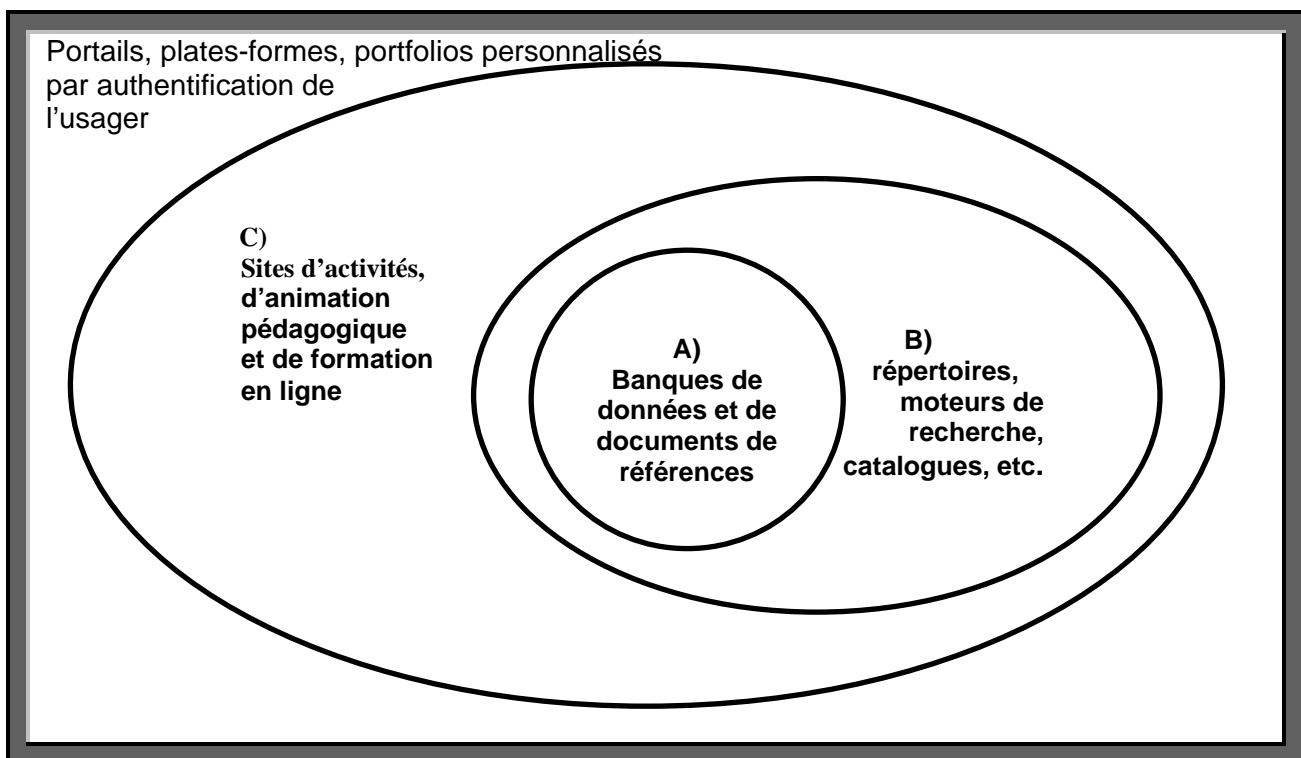 Portails, plates-formes, portfolios personnalisés
par authentification de
l’usager
C)
Sites d’activités,
d’animation
pédagogique
et de formation
en ligne
A)
Banques de
données et de
documents de
références
B)
répertoires,
moteurs de
recherche,
catalogues, etc.